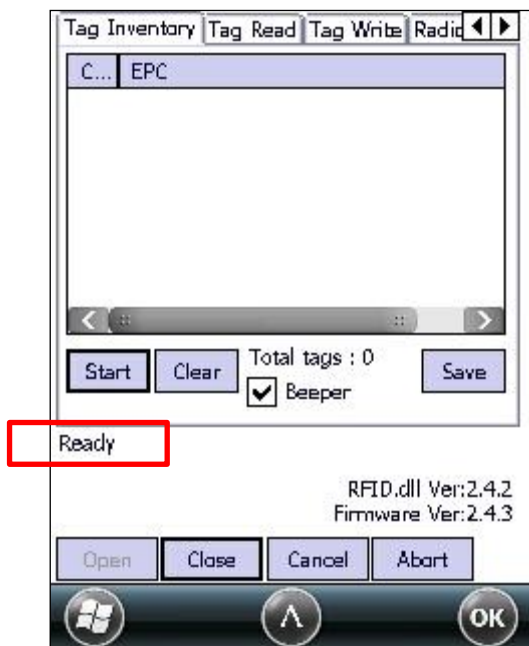 Tag Inventory Tag Read Tag Write Radio
C... EPC
Start Clear Total tags : 0 Save
Beeper
Ready
RFID.dll Ver:2.4.2
Firmware Ver:2.4.3
Open Close Cancel Abort
OK